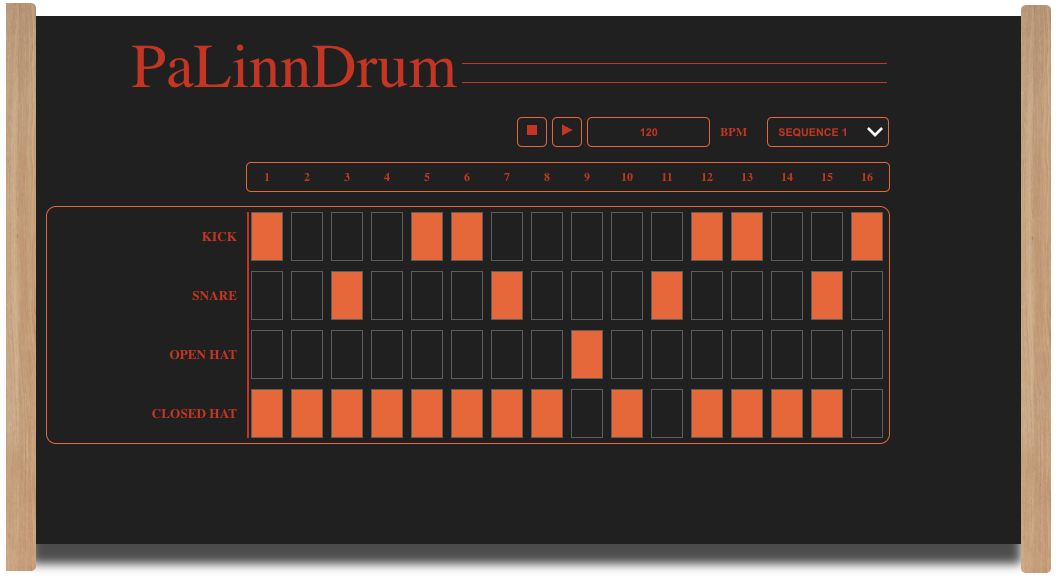 PaLinnDrum
120 BPM SEQUENCE 1
1 2 3 4 5 6 7 8 9 10 11 12 13 14 15 16
KICK
SNARE
OPEN HAT
CLOSED HAT